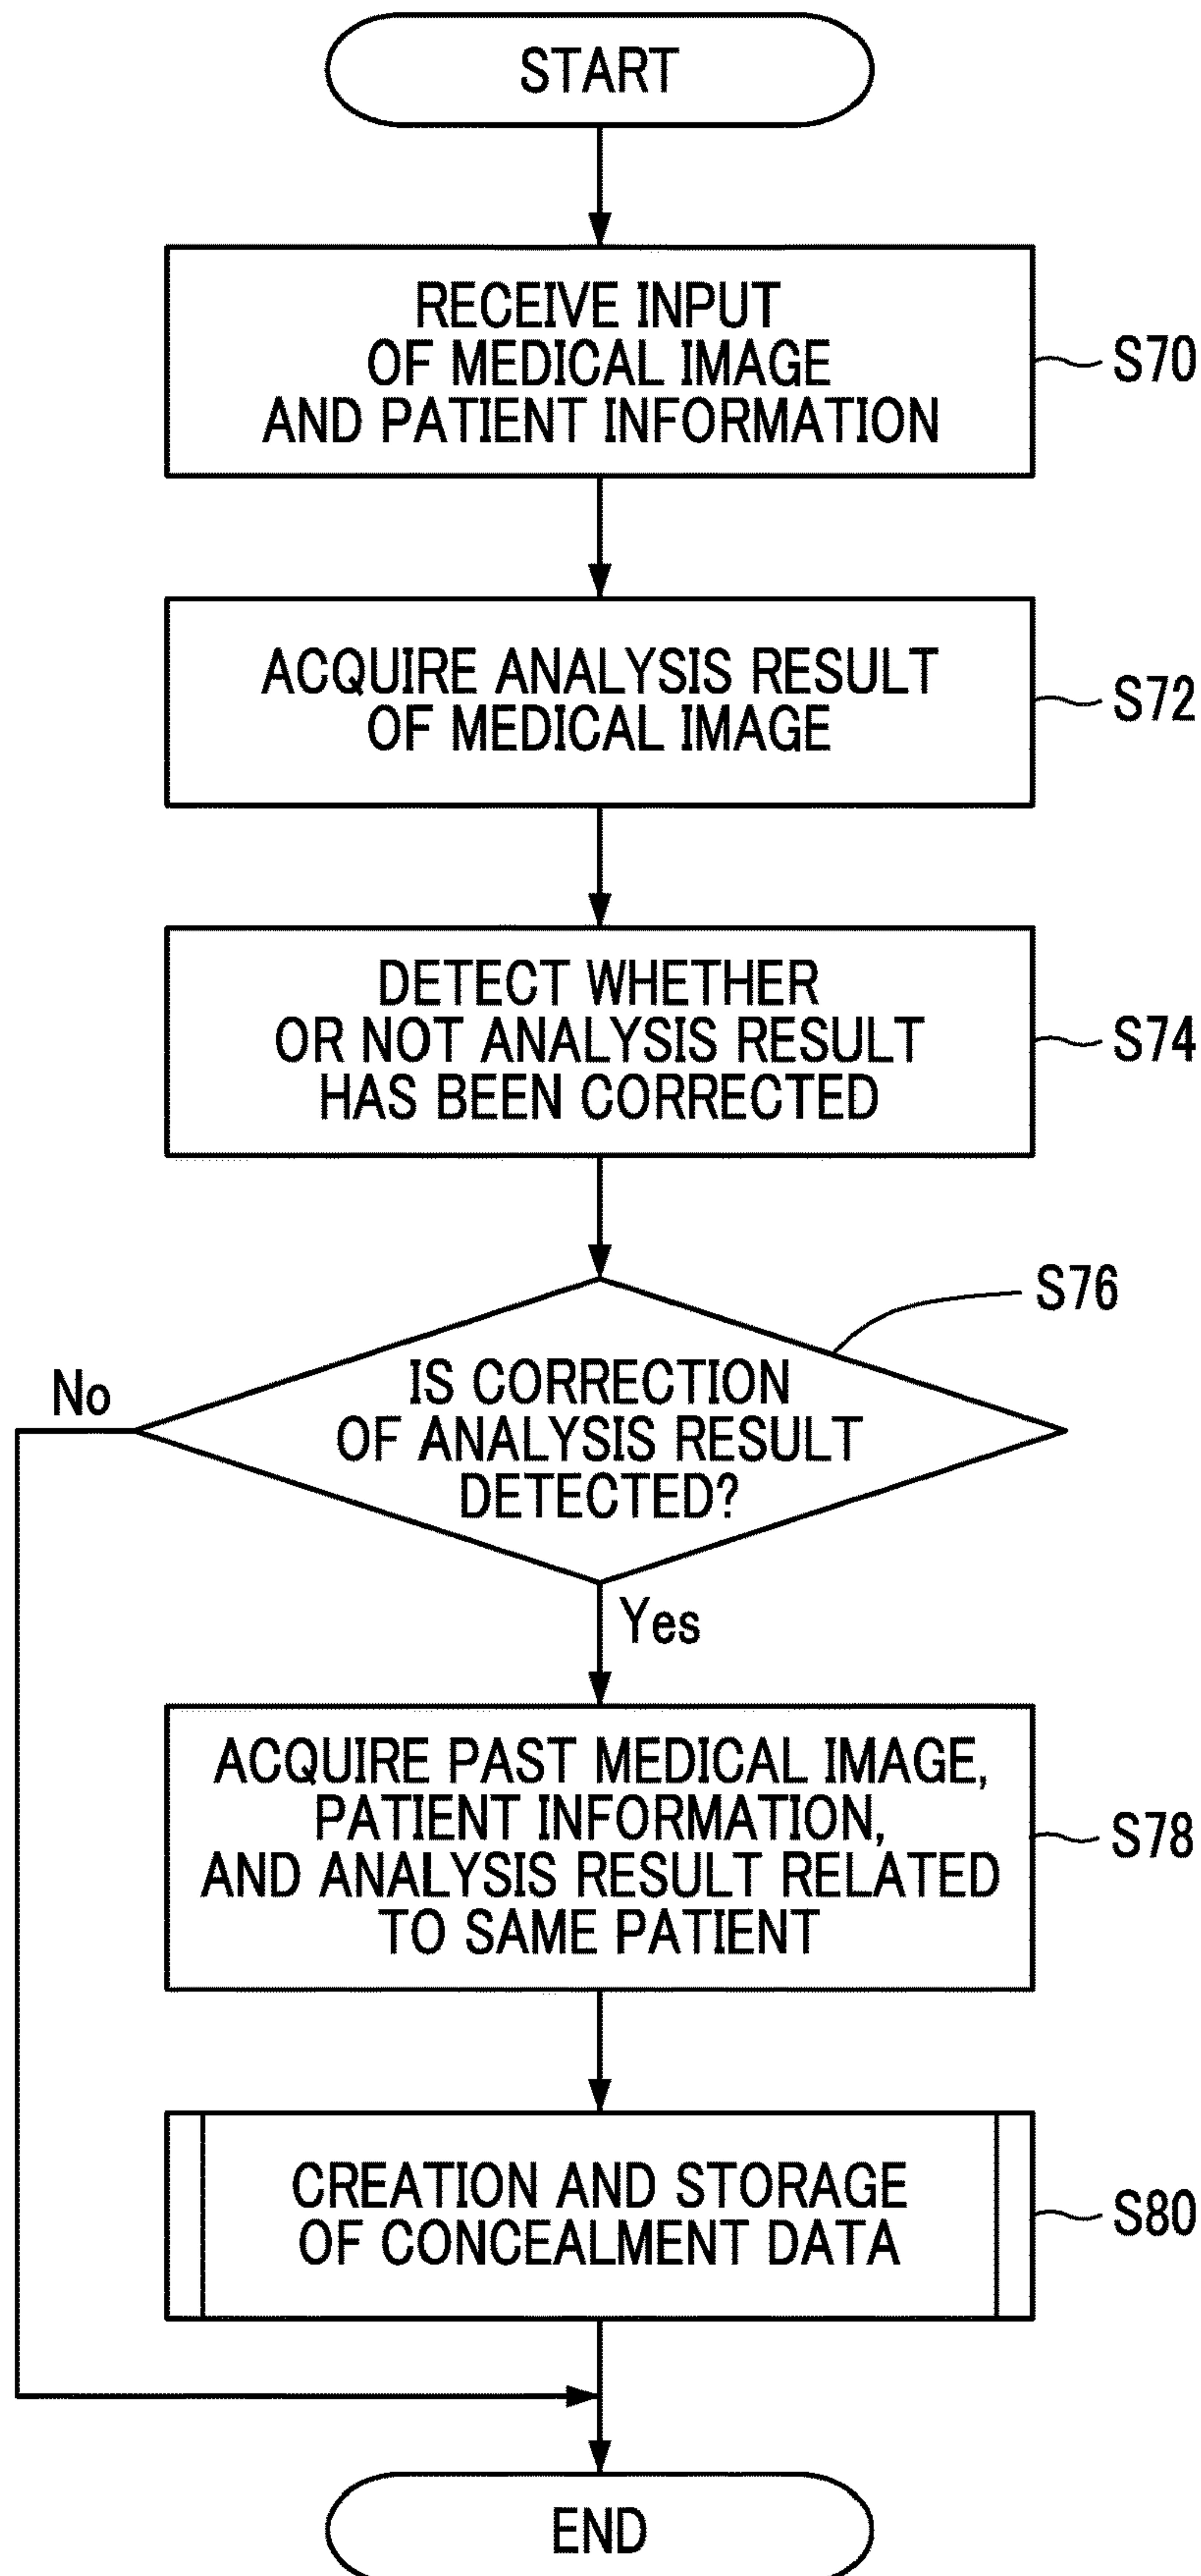 START
RECEIVE INPUT
OF MEDICAL IMAGE
AND PATIENT INFORMATION
S70
ACQUIRE ANALYSIS RESULT
OF MEDICAL IMAGE
S72
DETECT WHETHER
OR NOT ANALYSIS RESULT
HAS BEEN CORRECTED
S74
S76
No
IS CORRECTION
OF ANALYSIS RESULT
DETECTED?
Yes
ACQUIRE PAST MEDICAL IMAGE,
PATIENT INFORMATION,
AND ANALYSIS RESULT RELATED
TO SAME PATIENT
S78
CREATION AND STORAGE
OF CONCEALMENT DATA
S80
END